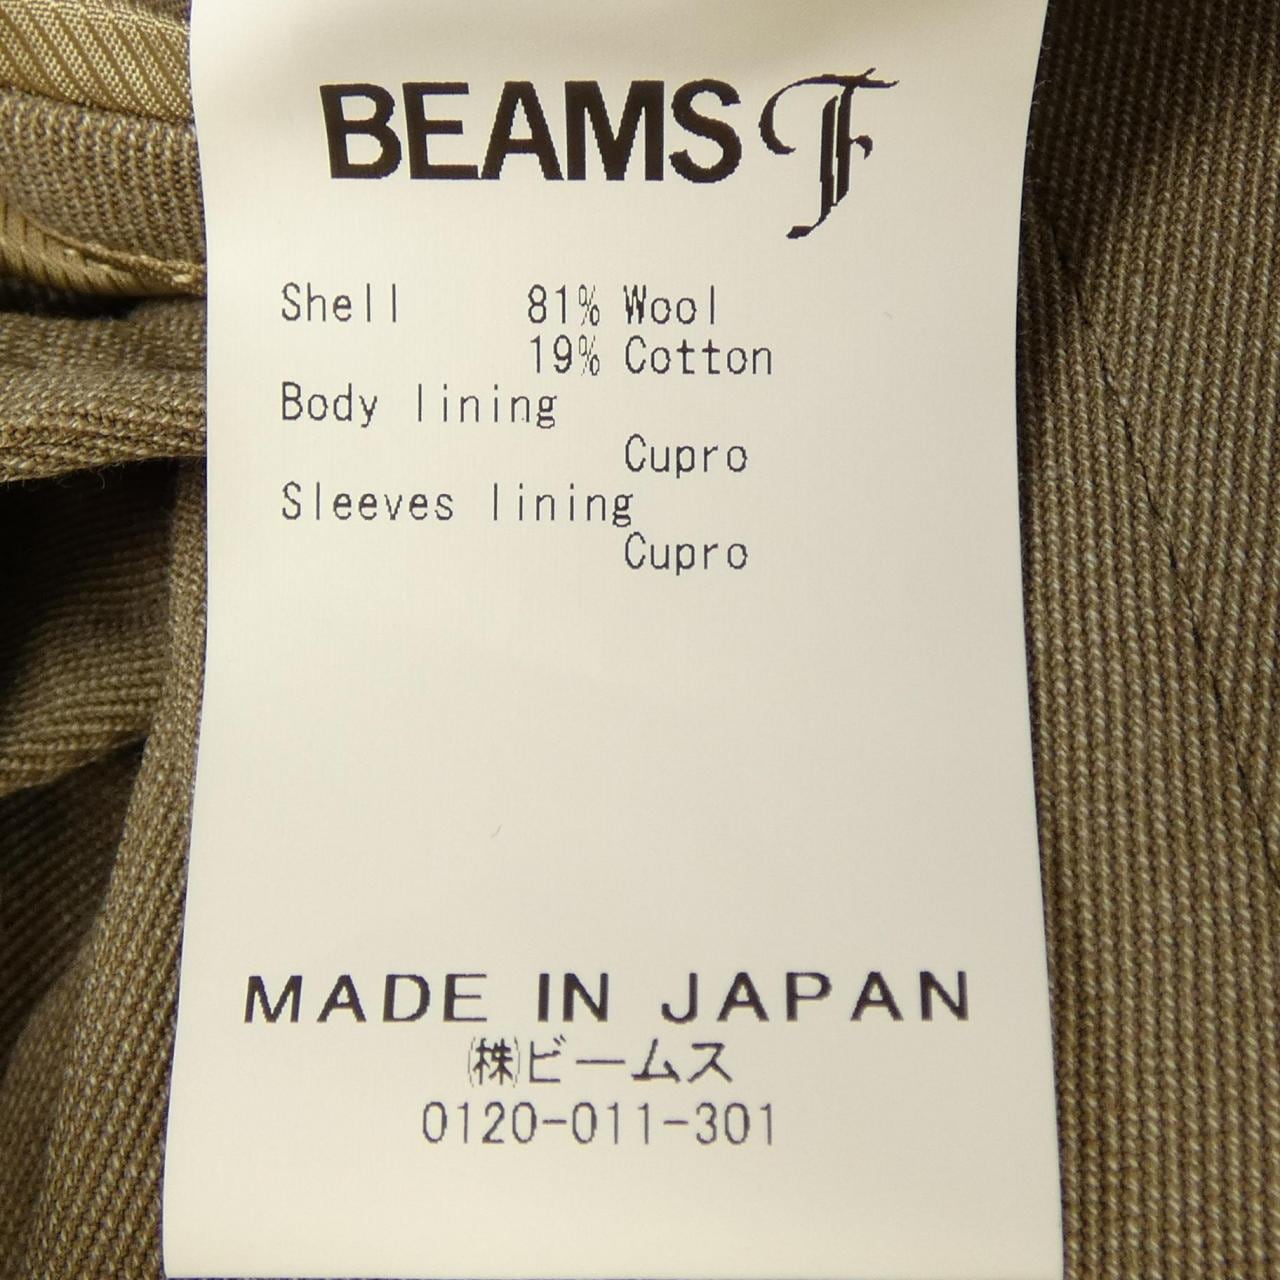 BEAMS F
Shell 81% Wool
19% Cotton
Body lining
Cupro
Sleeves lining
Cupro
MADE IN JAPAN
㈱ビームス
0120-011-301